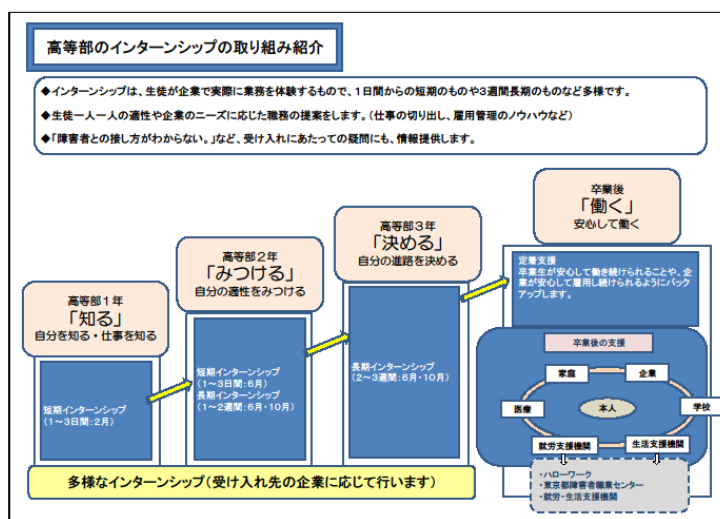 高等部のインターンシップの取り組み紹介
◆インターンシップは、生徒が企業で実際に業務を体験するもので、1日間からの短期のものや3週間長期のものなど多様です。
◆生徒一人一人の適性や企業のニーズに応じた職務の提案をします。(仕事の切り出し、雇用管理のノウハウなど)
◆「障害者との接し方がわからない。」など、受け入れにあたっての疑問にも、情報提供します。
高等部1年
「知る」
自分を知る・仕事を知る
短期インターンシップ
(1～3日間:2月)
高等部2年
「みつける」
自分の適性をみつける
短期インターンシップ
(1～3日間:6月)
長期インターンシップ
(1～2週間:6月・10月)
高等部3年
「決める」
自分の進路を決める
長期インターンシップ
(2～3週間:6月・10月)
卒業後
「働く」
安心して働く
定着支援
卒業生が安心して働き続けられることや、企
業が安心して雇用し続けられるようにバック
アップします。
卒業後の支援
家庭
企業
医療
本人
学校
就労支援機関
生活支援機関
・ハローワーク
・東京都障害者職業センター
・就労・生活支援機関
多様なインターンシップ(受け入れ先の企業に応じて行います)